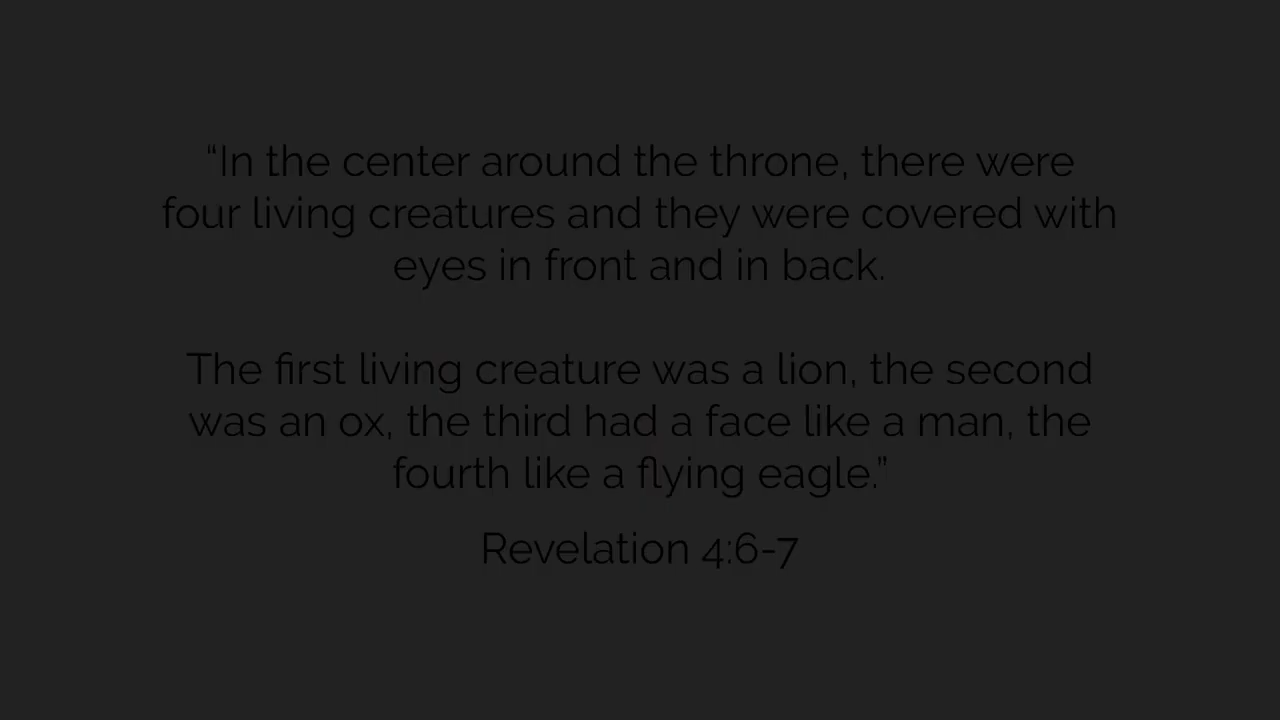 “In the center around the throne, there were
four living creatures and they were covered with
eyes in front and in back.
The first living creature was a lion, the second
was an ox, the third had a face like a man, the
fourth like a flying eagle.”
Revelation 4:6-7